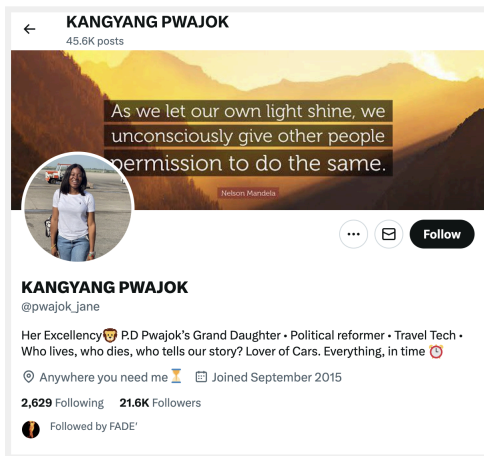 KANGYANG PWAJOK
45.6K posts
As we let our own light shine, we
unconsciously give other people
permission to do the same.
Nelson Mandela
Follow
KANGYANG PWAJOK
@pwajok_jane
Her Excellency🦁 P.D Pwajok’s Grand Daughter • Political reformer • Travel Tech •
Who lives, who dies, who tells our story? Lover of Cars. Everything, in time ⏰
Anywhere you need me⏳ Joined September 2015
2,629 Following 21.6K Followers
Followed by FADE’